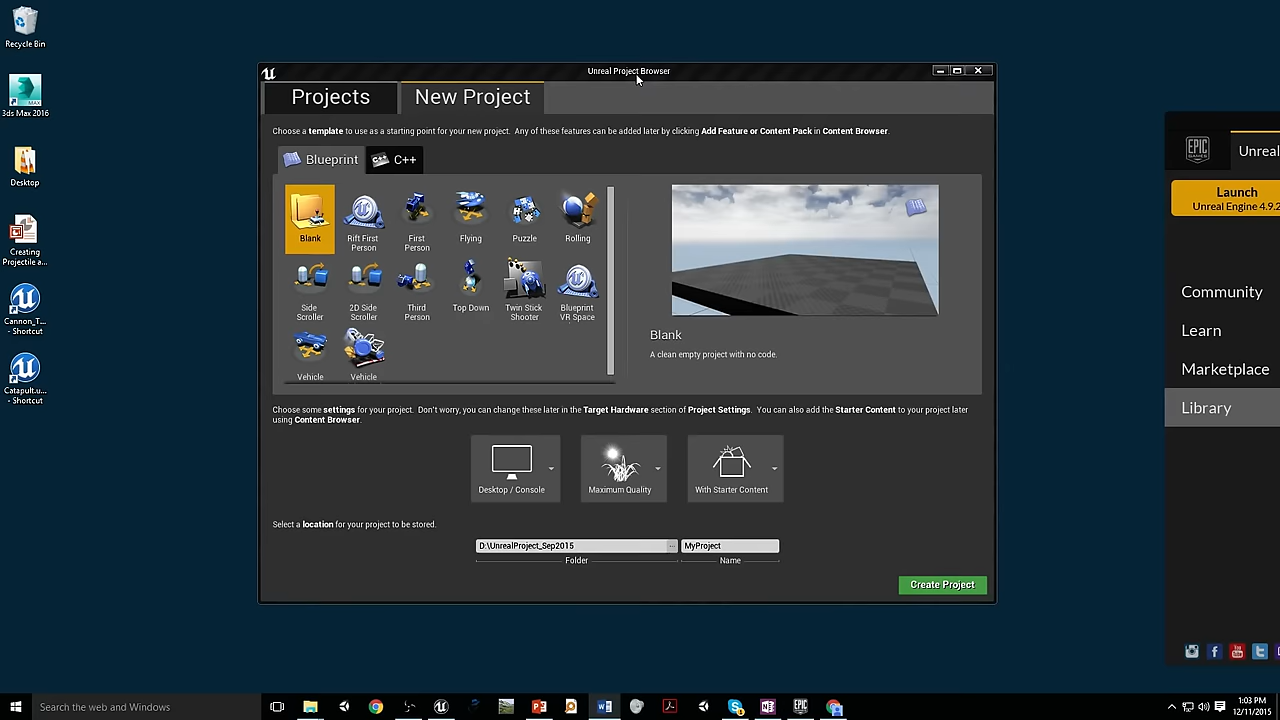 Recycle Bin
3ds Max 2016
Desktop
Creating
Projectile a...
Cannon_T...
- Shortcut
Catapult.u...
- Shortcut
Unreal Project Browser
Projects
New Project
Choose a template to use as a starting point for your new project. Any of these features can be added later by clicking Add Feature or Content Pack in Content Browser.
Blueprint
C++
Blank
Rift First
Person
First
Person
Flying
Puzzle
Rolling
Side
Scroller
2D Side
Scroller
Third
Person
Top Down
Twin Stick
Shooter
Blueprint
VR Space
Vehicle
Vehicle
Blank
A clean empty project with no code.
Choose some settings for your project. Don't worry, you can change these later in the Target Hardware section of Project Settings. You can also add the Starter Content to your project later
using Content Browser.
Desktop / Console
Maximum Quality
With Starter Content
Select a location for your project to be stored.
D:\UnrealProject_Sep2015
...
MyProject
Folder
Name
Create Project
EPIC
GAMES
Unreal
Launch
Unreal Engine 4.9.2
Community
Learn
Marketplace
Library
Search the web and Windows
1:03 PM
12/11/2015